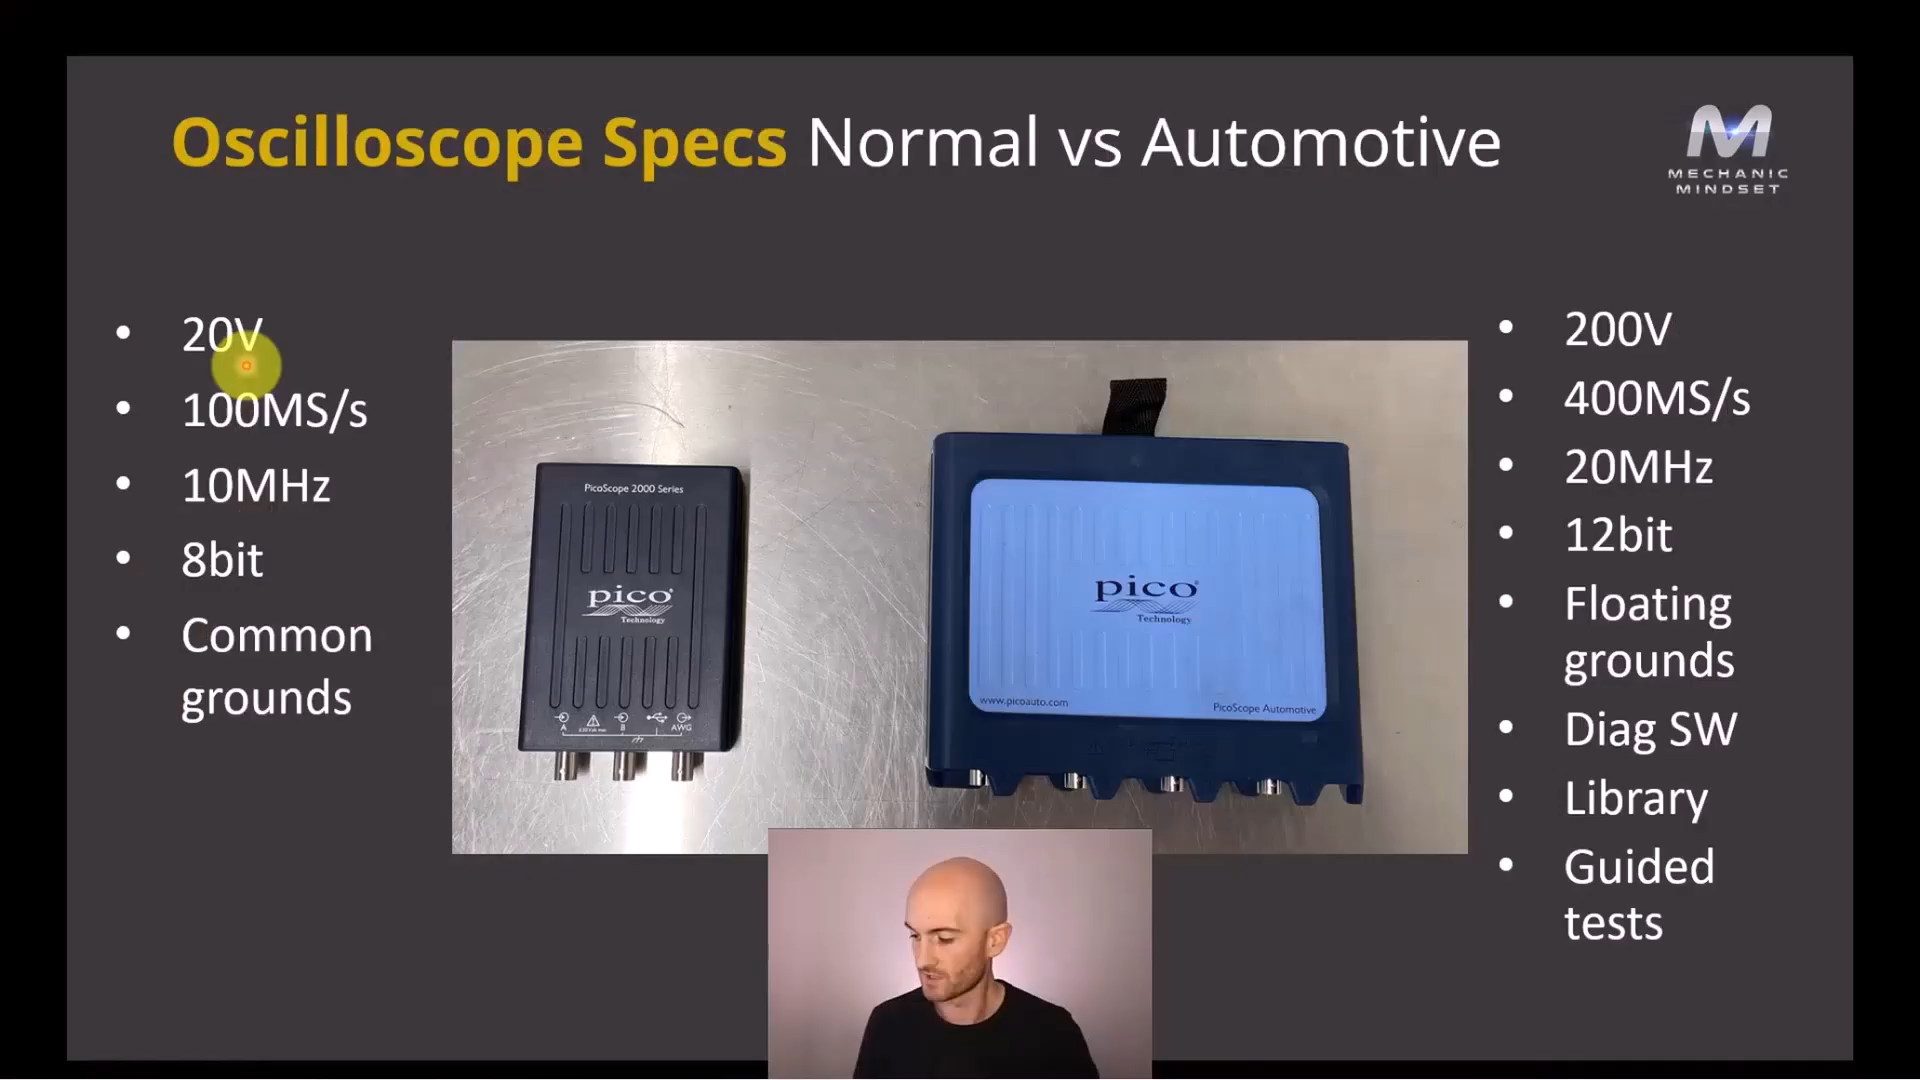 Oscilloscope Specs Normal vs Automotive
MECHANIC
MINDSET
20V
100MS/s
10MHz
8bit
Common
grounds
PicoScope 2000 Series
pico
Technology
A
B
AWG
pico
Technology
www.picoauto.com
PicoScope Automotive
200V
400MS/s
20MHz
12bit
Floating
grounds
Diag SW
Library
Guided
tests